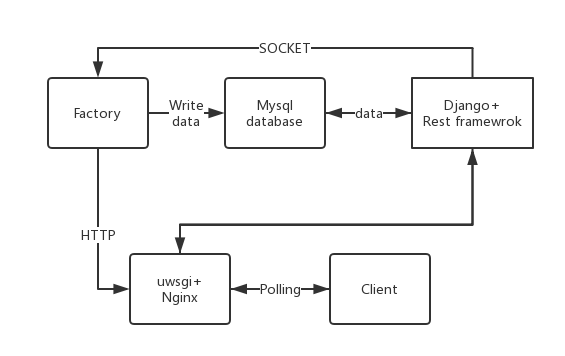 SOCKET
Factory
Write
data
Mysql
database
data
Django+
Rest framewrok
HTTP
uwsgi+
Nginx
Polling
Client